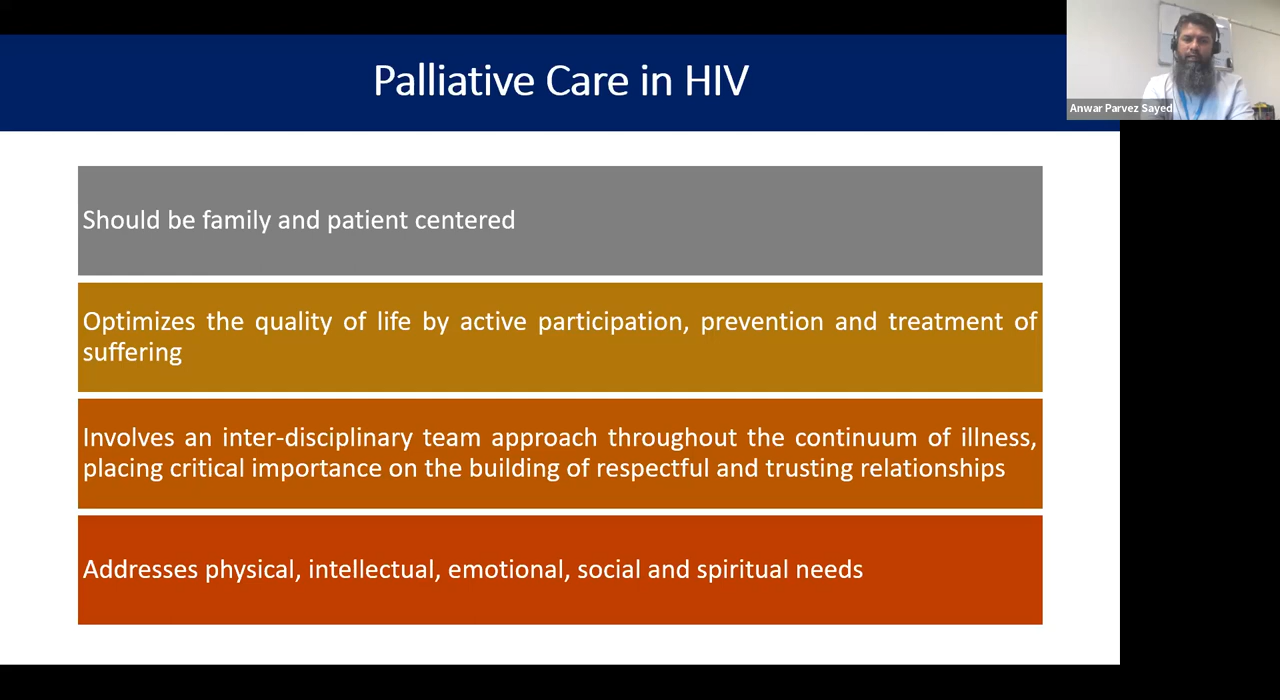 Palliative Care in HIV
Anwar Parvez Sayed
Should be family and patient centered
Optimizes the quality of life by active participation, prevention and treatment of
suffering
Involves an inter-disciplinary team approach throughout the continuum of illness,
placing critical importance on the building of respectful and trusting relationships
Addresses physical, intellectual, emotional, social and spiritual needs